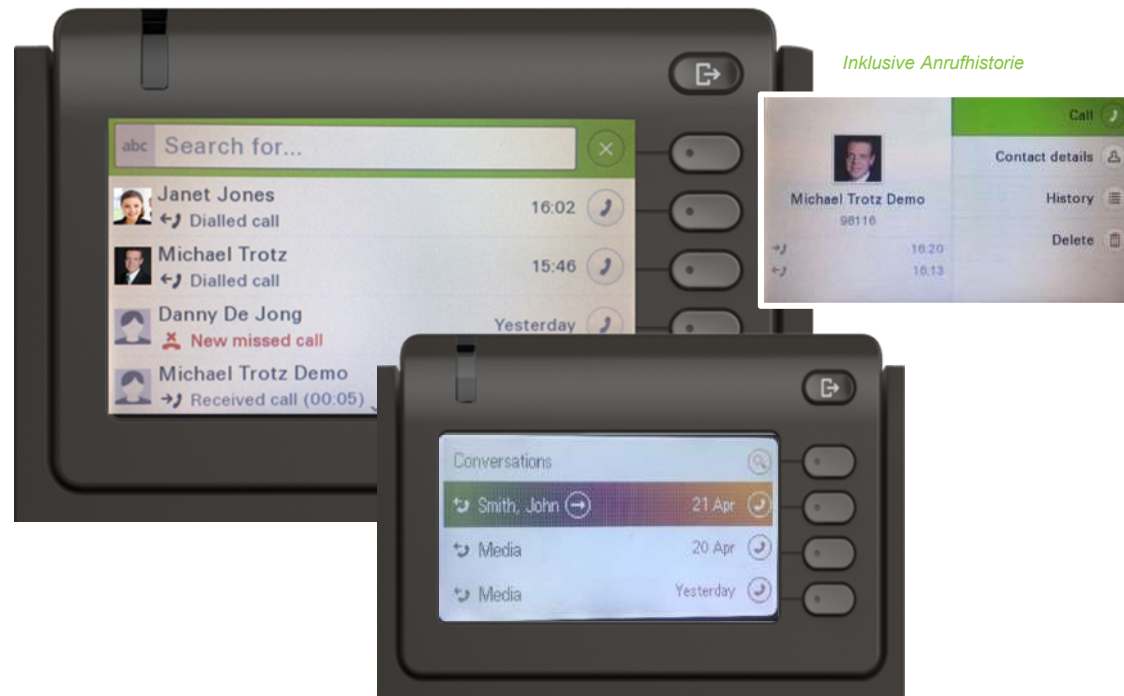 Inklusive Anrufhistorie
abc Search for...
Janet Jones
Dialled call 16:02
Michael Trotz
Dialled call 15:46
Danny De Jong
New missed call Yesterday
Michael Trotz Demo
Received call (00:05)
Call
Contact details
History
Delete
Michael Trotz Demo
98116
16:20
16:13
Conversations
Smith, John 21 Apr
Media 20 Apr
Media Yesterday